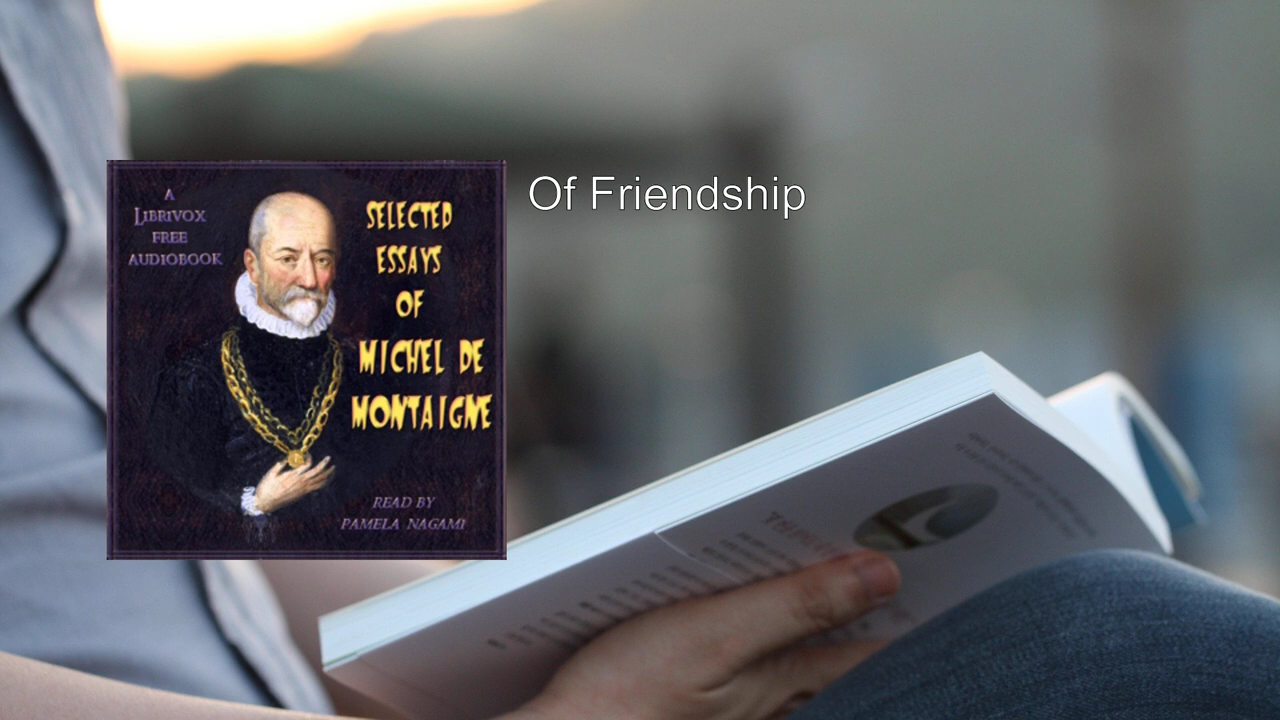 A
LIBRIVOX
FREE
AUDIOBOOK
SELECTED
ESSAYS
OF
MICHEL DE
MONTAIGNE
READ BY
PAMELA NAGAMI
Of Friendship